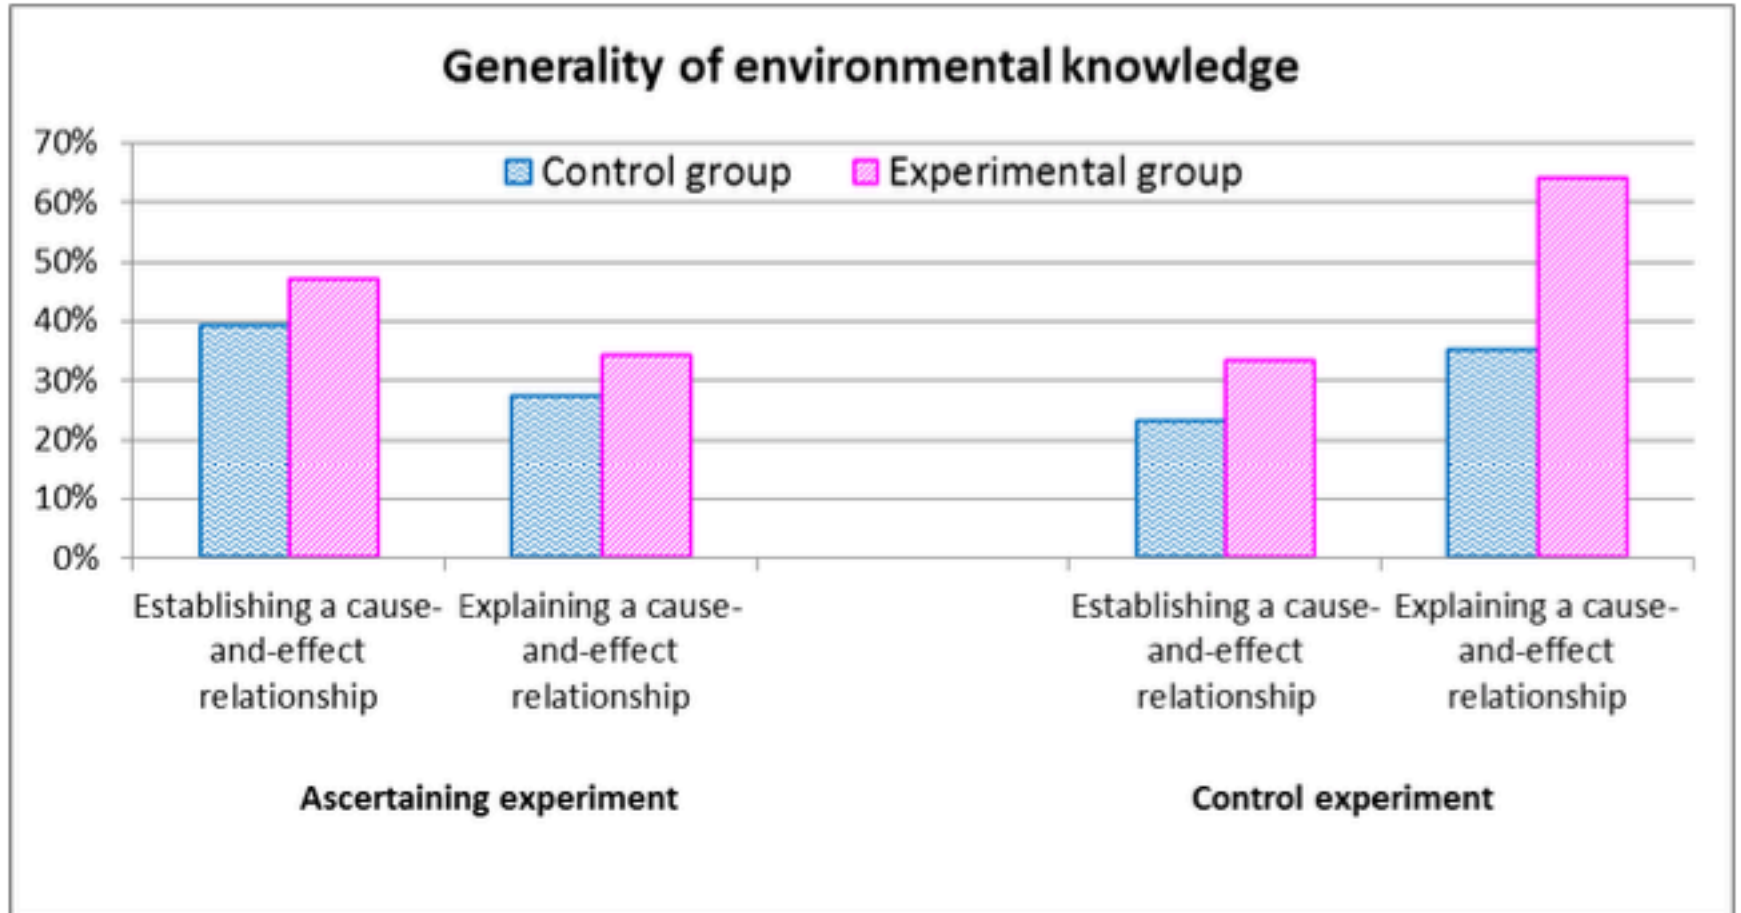 Generality of environmental knowledge
70%
Control group Experimental group
60%
50%
40%
30%
20%
10%
0%
Establishing a cause- Explaining a cause- Establishing a cause- Explaining a cause-
and-effect and-effect and-effect and-effect
relationship relationship relationship relationship
Ascertaining experiment Control experiment